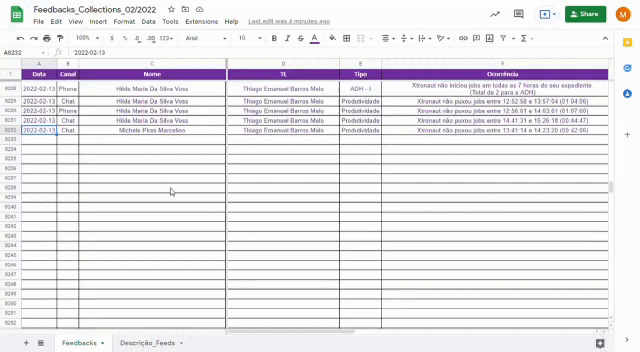 Feedbacks_Collections_02/2022
File Edit View Insert Format Data Tools Extensions Help Last edit was 4 minutes ago
Share
M
100% $ % .0 .00 123 Arial 10 B I S A
A8232 fx '2022-02-13
A B C D E F
1 Data Canal Nome TL Tipo Ocorrência
8228 2022-02-13 Phone Hilda Maria Da Silva Voss Thiago Emanuel Barros Melo ADH - I Xtronaut não iniciou jobs em todas as 7 horas do seu expediente.
(Total de 2 para a ADH)
8229 2022-02-13 Chat Hilda Maria Da Silva Voss Thiago Emanuel Barros Melo Produtividade Xtronaut não puxou jobs entre 12:52:58 e 13:57:04 (01:04:06)
8230 2022-02-13 Phone Hilda Maria Da Silva Voss Thiago Emanuel Barros Melo Produtividade Xtronaut não puxou jobs entre 12:56:01 e 14:03:01 (01:07:00)
8231 2022-02-13 Chat Hilda Maria Da Silva Voss Thiago Emanuel Barros Melo Produtividade Xtronaut não puxou jobs entre 14:41:31 e 15:26:18 (00:44:47)
8232 2022-02-13 Chat Michele Pires Marcelino Thiago Emanuel Barros Melo Produtividade Xtronaut não puxou jobs entre 13:41:14 e 14:23:20 (00:42:06)
8233
8234
8235
8236
8237
8238
8239
8240
8241
8242
8243
8244
8245
8246
8247
8248
8249
8250
8251
8252
Feedbacks Descrição_Feeds